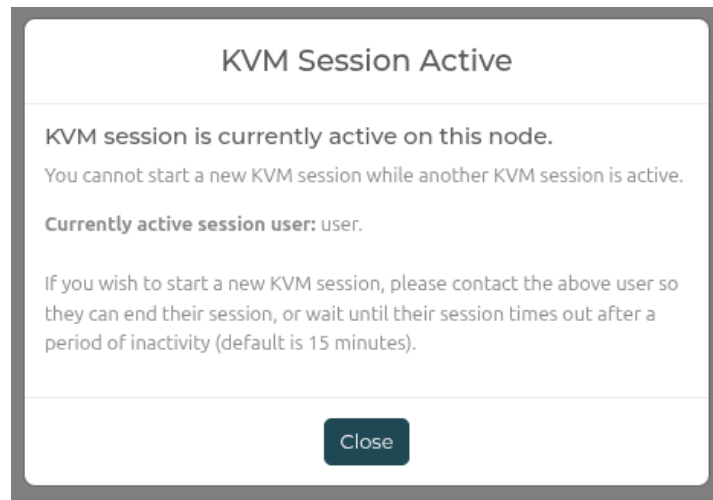 KVM Session Active
KVM session is currently active on this node.
You cannot start a new KVM session while another KVM session is active.
Currently active session user: user.
If you wish to start a new KVM session, please contact the above user so
they can end their session, or wait until their session times out after a
period of inactivity (default is 15 minutes).
Close